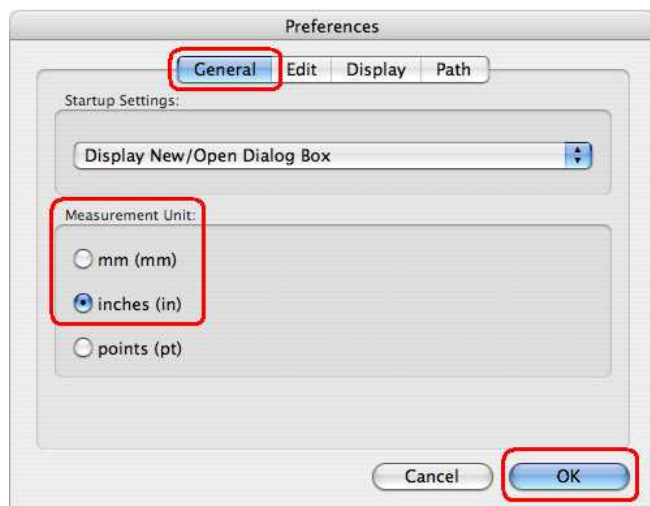 Preferences
General Edit Display Path
Startup Settings:
Display New/Open Dialog Box
Measurement Unit:
mm (mm)
inches (in)
points (pt)
Cancel OK